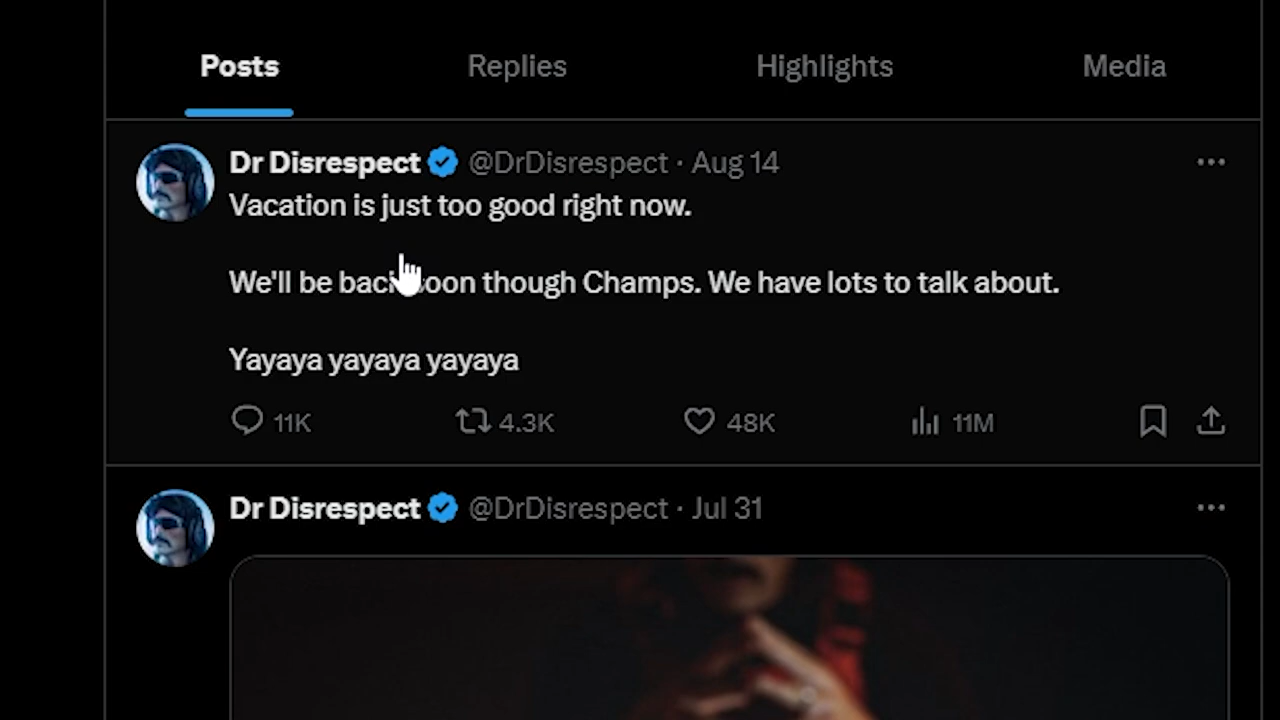 Posts Replies Highlights Media
Dr Disrespect @DrDisrespect · Aug 14
Vacation is just too good right now.
We'll be back soon though Champs. We have lots to talk about.
Yayaya yayaya yayaya
11K 4.3K 48K 11M
Dr Disrespect @DrDisrespect · Jul 31